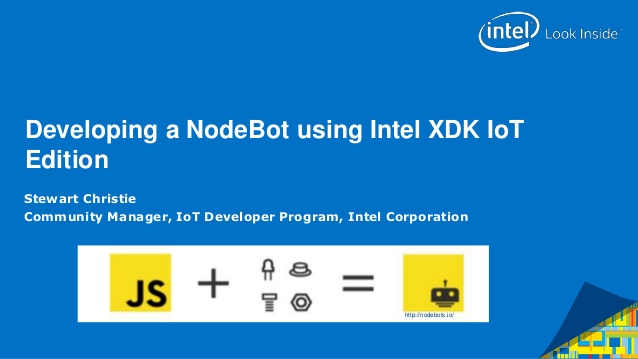 intel Look Inside™
Developing a NodeBot using Intel XDK IoT
Edition
Stewart Christie
Community Manager, IoT Developer Program, Intel Corporation
JS + =
http://nodebots.io/